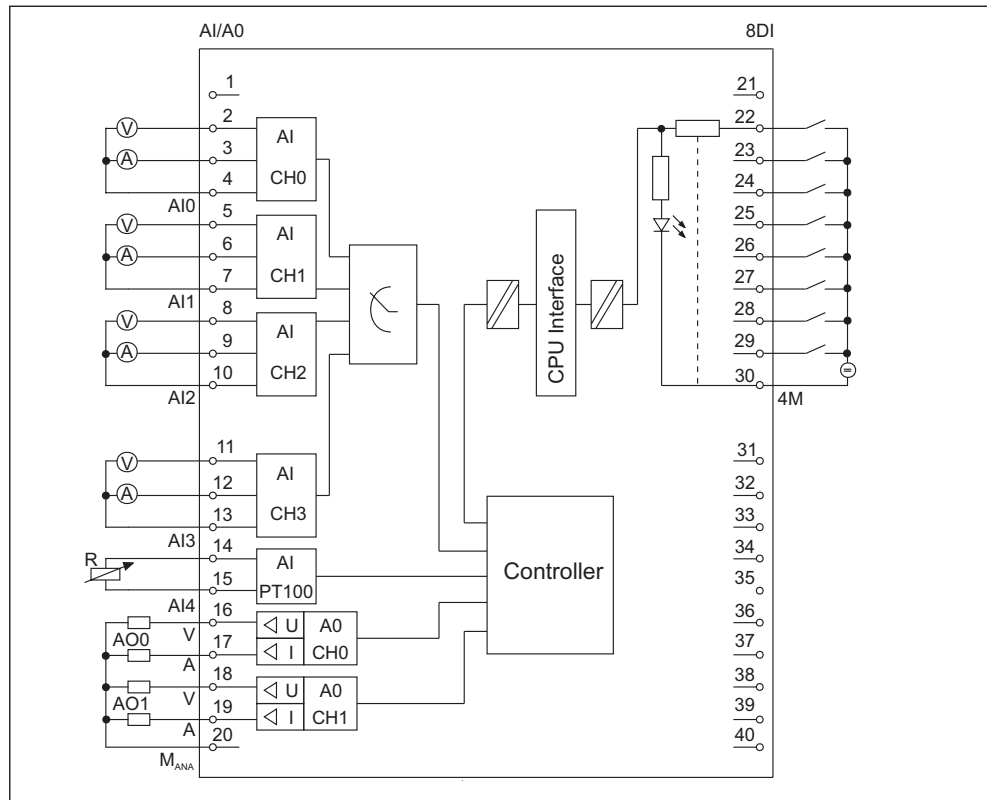 AI/A0
8DI
1
2
V
3
A
4
AI
CH0
AI0
5
V
6
A
7
AI
CH1
AI1
8
V
9
A
10
AI
CH2
AI2
11
V
12
A
13
AI
CH3
AI3
14
R
15
AI
PT100
AI4
16
V
AO0
17
A
U
I
A0
CH0
18
V
AO1
19
A
U
I
A0
CH1
20
MANA
CPU Interface
Controller
21
22
23
24
25
26
27
28
29
30
4M
31
32
33
34
35
36
37
38
39
40